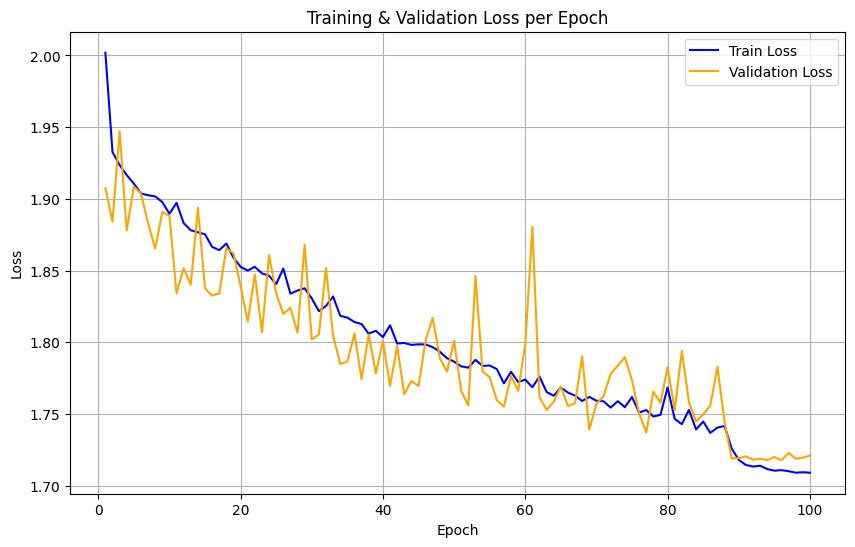 Training & Validation Loss per Epoch
Train Loss
Validation Loss
Loss
2.00
1.95
1.90
1.85
1.80
1.75
1.70
0 20 40 60 80 100
Epoch